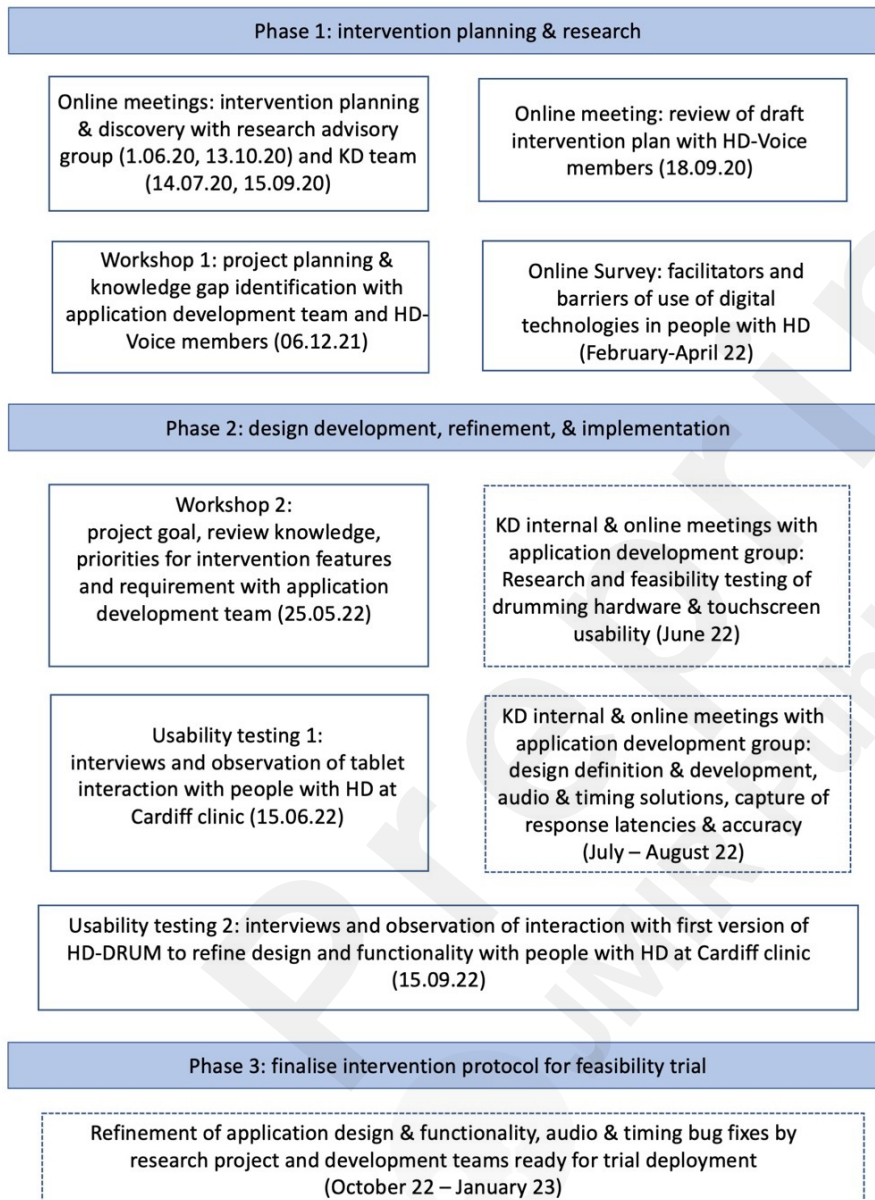 Phase 1: intervention planning & research
Online meetings: intervention planning
& discovery with research advisory
group (1.06.20, 13.10.20) and KD team
(14.07.20, 15.09.20)
Online meeting: review of draft
intervention plan with HD-Voice
members (18.09.20)
Workshop 1: project planning &
knowledge gap identification with
application development team and HD-
Voice members (06.12.21)
Online Survey: facilitators and
barriers of use of digital
technologies in people with HD
(February-April 22)
Phase 2: design development, refinement, & implementation
Workshop 2:
project goal, review knowledge,
priorities for intervention features
and requirement with application
development team (25.05.22)
KD internal & online meetings with
application development group:
Research and feasibility testing of
drumming hardware & touchscreen
usability (June 22)
Usability testing 1:
interviews and observation of tablet
interaction with people with HD at
Cardiff clinic (15.06.22)
KD internal & online meetings with
application development group:
design definition & development,
audio & timing solutions, capture of
response latencies & accuracy
(July – August 22)
Usability testing 2: interviews and observation of interaction with first version of
HD-DRUM to refine design and functionality with people with HD at Cardiff clinic
(15.09.22)
Phase 3: finalise intervention protocol for feasibility trial
Refinement of application design & functionality, audio & timing bug fixes by
research project and development teams ready for trial deployment
(October 22 – January 23)
Preprin
JMIR Publi